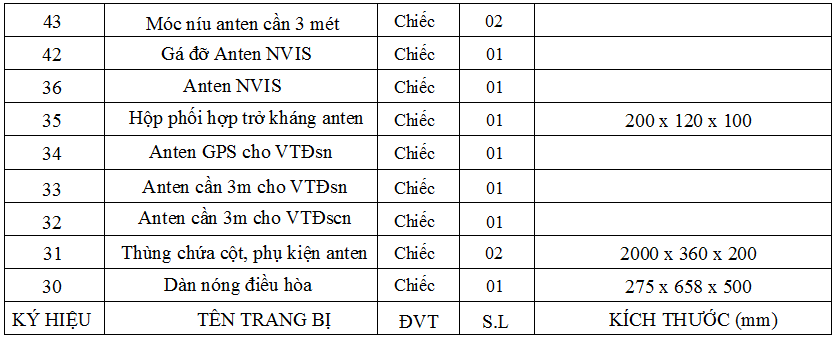 43 Móc níu anten cần 3 mét Chiếc 02
42 Gá đỡ Anten NVIS Chiếc 01
36 Anten NVIS Chiếc 01
35 Hộp phối hợp trở kháng anten Chiếc 01 200 x 120 x 100
34 Anten GPS cho VTĐsn Chiếc 01
33 Anten cần 3m cho VTĐsn Chiếc 01
32 Anten cần 3m cho VTĐscn Chiếc 01
31 Thùng chứa cột, phụ kiện anten Chiếc 02 2000 x 360 x 200
30 Dàn nóng điều hòa Chiếc 01 275 x 658 x 500
KÝ HIỆU TÊN TRANG BỊ ĐVT S.L KÍCH THƯỚC (mm)